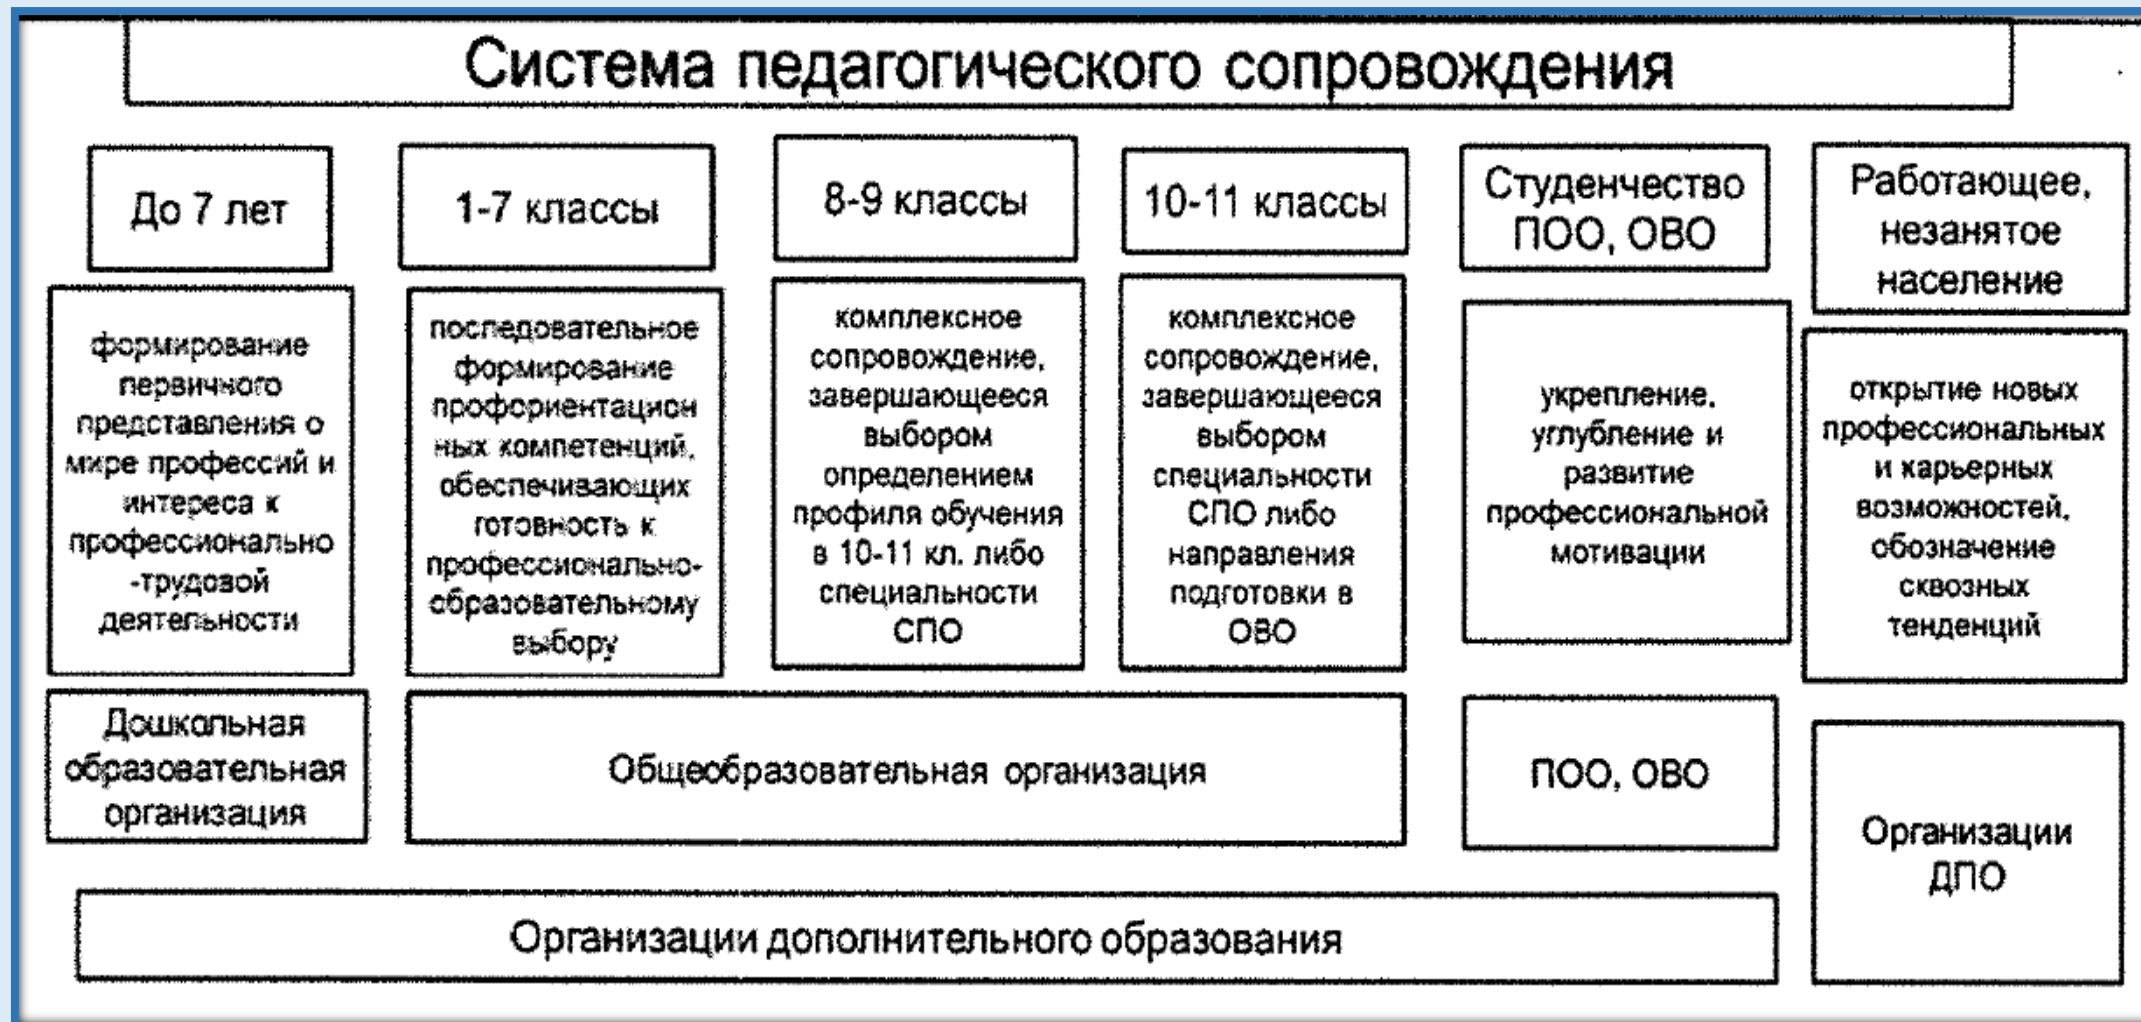 Система педагогического сопровождения
До 7 лет
1-7 классы
8-9 классы
10-11 классы
Студенчество
ПОО, ОВО
Работающее,
незанятое
население
формирование
первичного
представления о
мире профессий и
интереса к
профессионально
-трудовой
деятельности
последовательное
формирование
профориентацион
ных компетенций,
обеспечивающих
готовность к
профессионально-
образовательному
выбору
комплексное
сопровождение,
завершающееся
выбором
определением
профиля обучения
в 10-11 кл. либо
специальности
СПО
комплексное
сопровождение,
завершающееся
выбором
специальности
СПО либо
направления
подготовки в
ОВО
укрепление,
углубление и
развитие
профессиональной
мотивации
открытие новых
профессиональных
и карьерных
возможностей,
обозначение
сквозных
тенденций
Дошкольная
образовательная
организация
Общеобразовательная организация
ПОО, ОВО
Организации
ДПО
Организации дополнительного образования